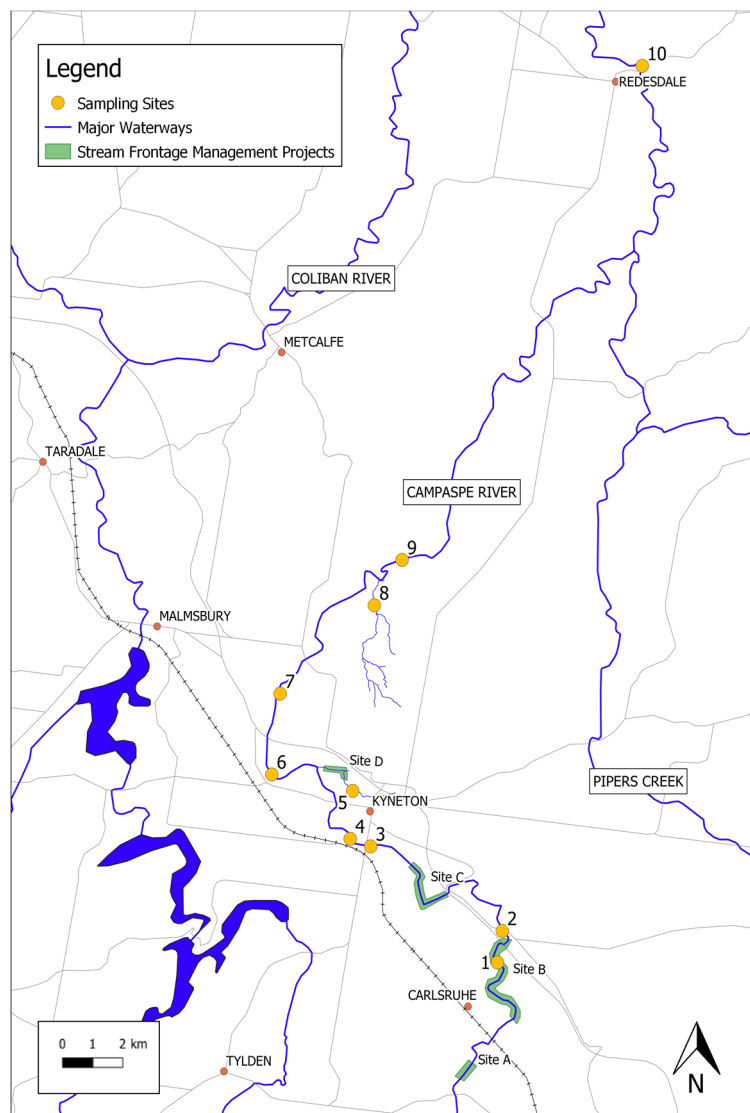 Legend
Sampling Sites
Major Waterways
Stream Frontage Management Projects
10
REDESDALE
COLIBAN RIVER
METCALFE
TARADALE
CAMPASPE RIVER
9
8
MALMSBURY
7
6
Site D
5
KYNETON
PIPERS CREEK
4
3
Site C
2
1
Site B
CARLSRUHE
Site A
0 1 2 km
TYLDEN
N